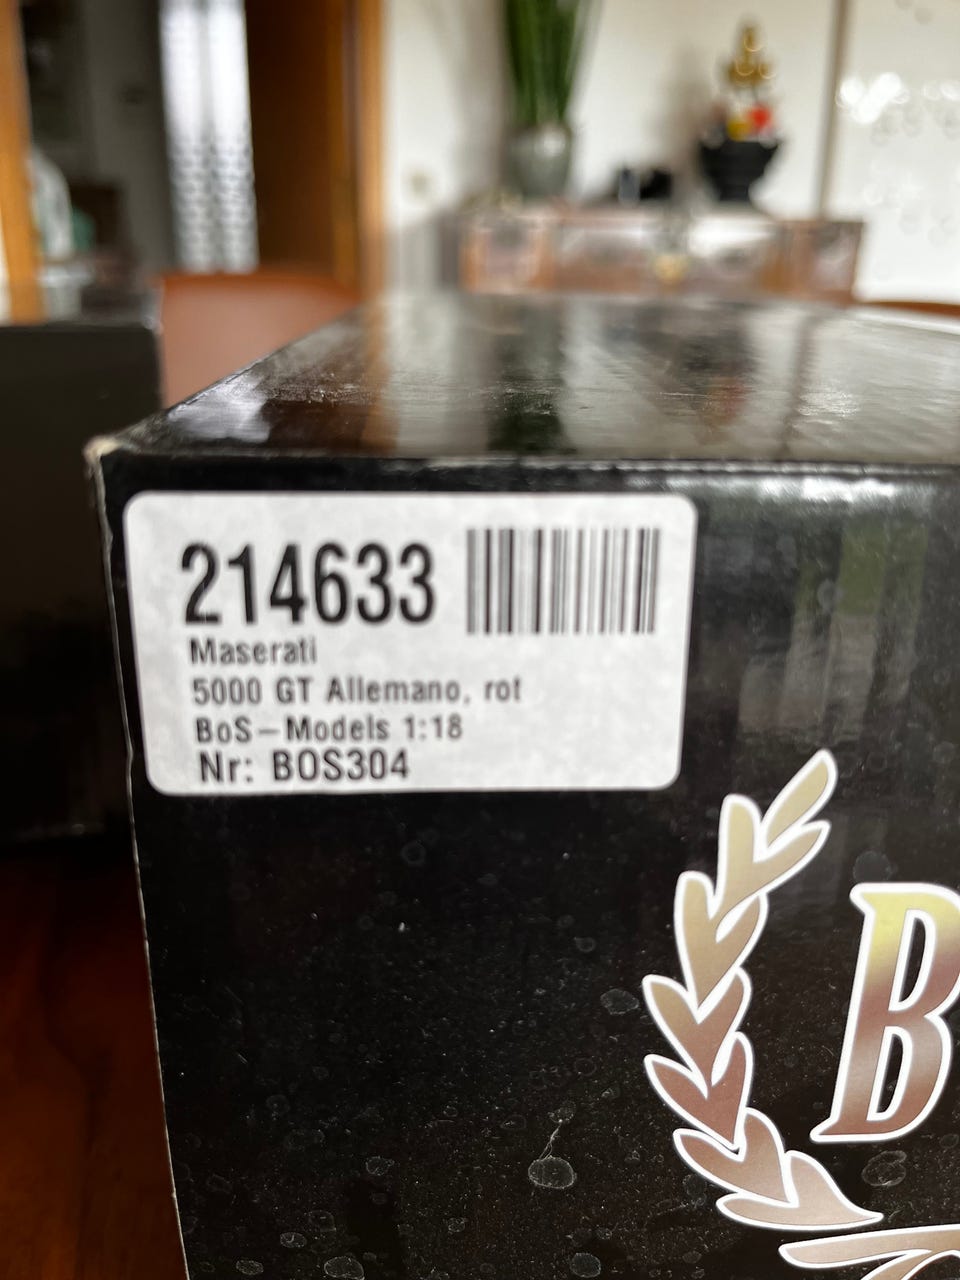 214633
Maserati
5000 GT Allemano, rot
BoS-Models 1:18
Nr: BOS304
B